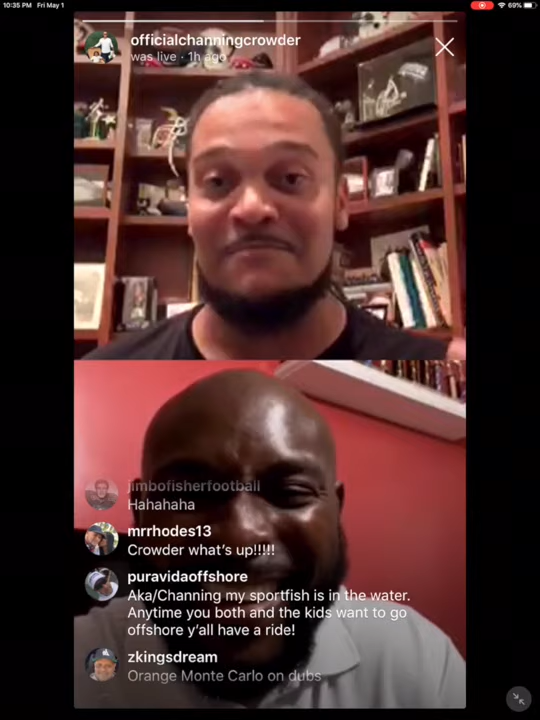 10:35 PM Fri May 1
69%
officialchanningcrowder
was live · 1h ago
jimbofisherfootball
Hahahaha
mrrhodes13
Crowder what's up!!!!!
puravidaoffshore
Aka/Channing my sportfish is in the water.
Anytime you both and the kids want to go
offshore y'all have a ride!
zkingsdream
Orange Monte Carlo on dubs